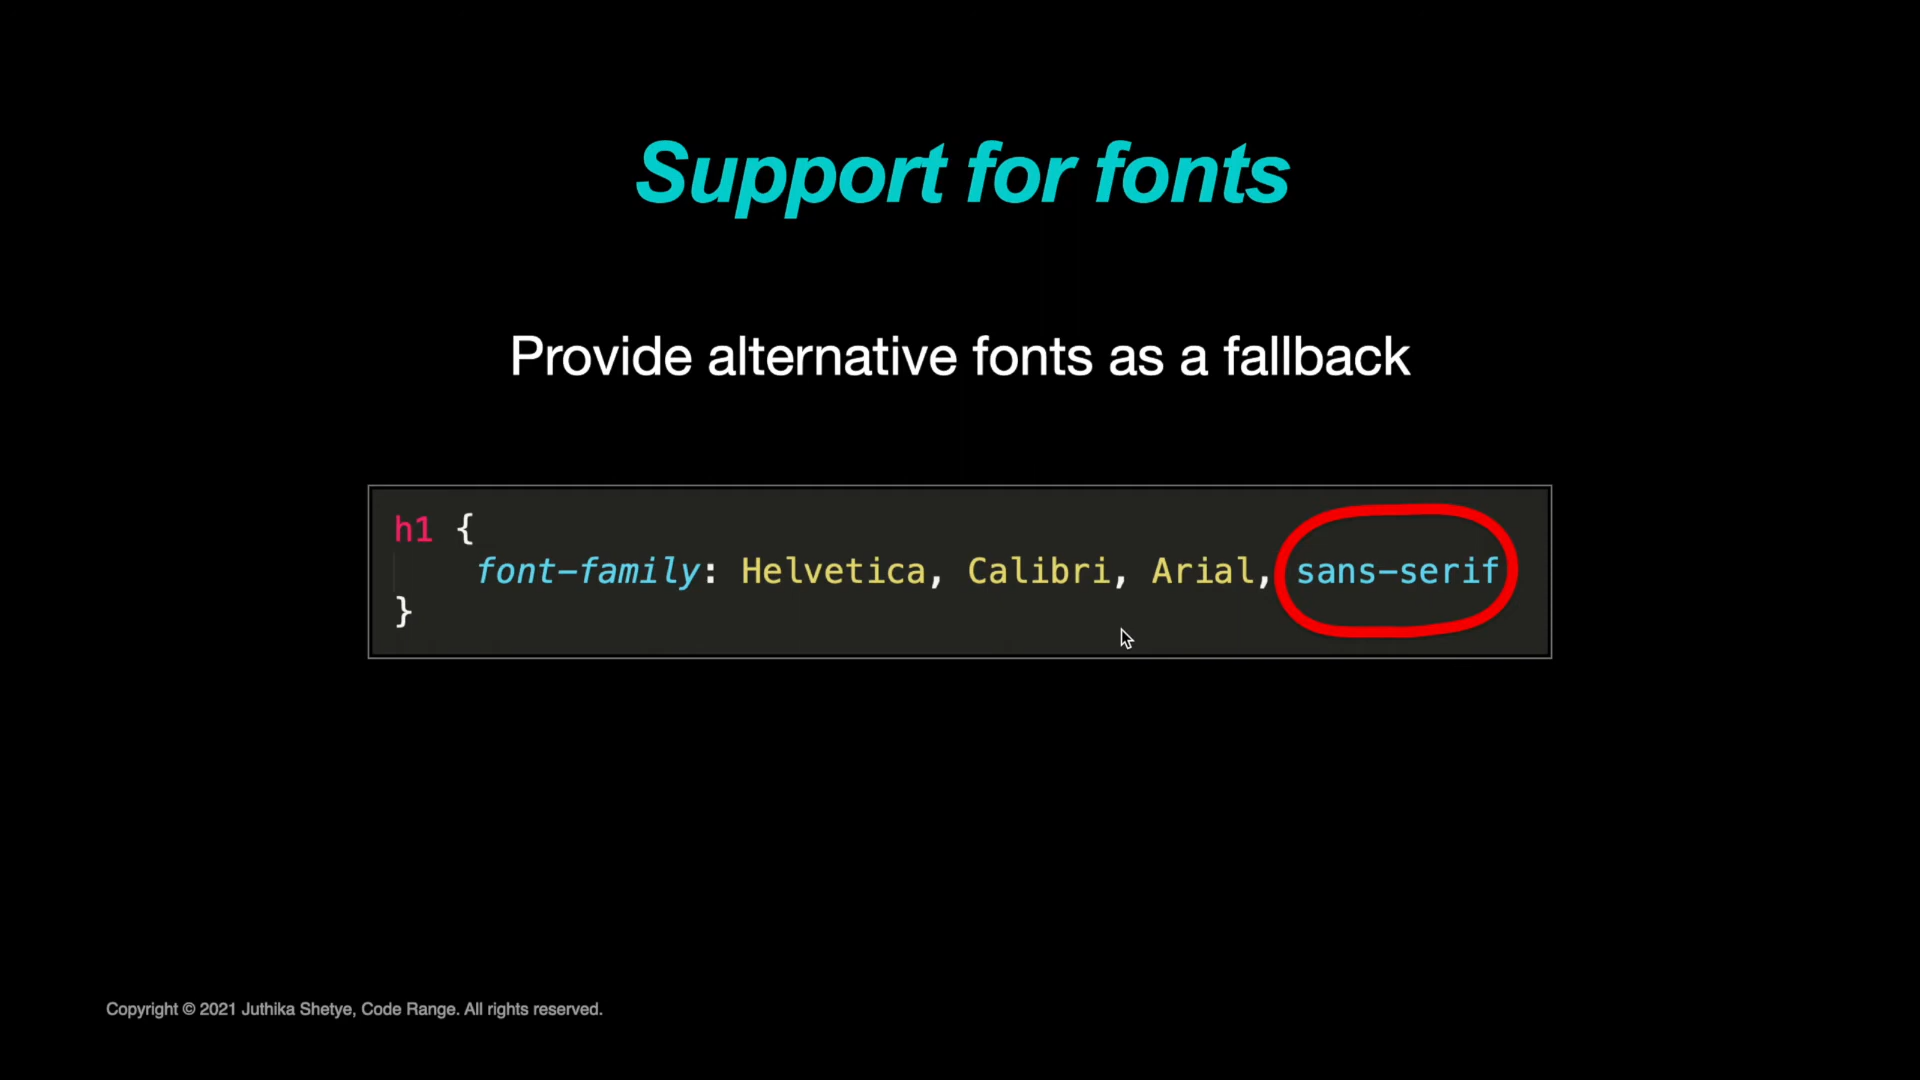 Support for fonts
Provide alternative fonts as a fallback
h1 {
font-family: Helvetica, Calibri, Arial, sans-serif
}
Copyright © 2021 Juthika Shetye, Code Range. All rights reserved.